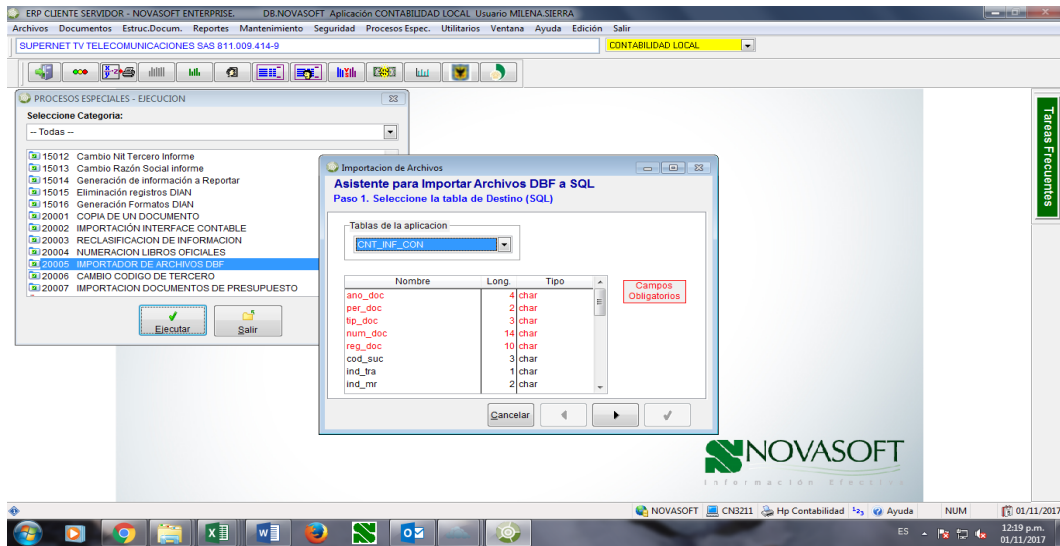 ERP CLIENTE SERVIDOR - NOVASOFT ENTERPRISE. DB.NOVASOFT Aplicación CONTABILIDAD LOCAL Usuario MILENA.SIERRA
Archivos Documentos Estruc.Docum. Reportes Mantenimiento Seguridad Procesos Espec. Utilitarios Ventana Ayuda Edición Salir
SUPERNET TV TELECOMUNICACIONES SAS 811.009.414-9 CONTABILIDAD LOCAL
PROCESOS ESPECIALES - EJECUCION
Seleccione Categoria:
-- Todas --
15012 Cambio Nit Tercero Informe
15013 Cambio Razón Social informe
15014 Generación de información a Reportar
15015 Eliminación registros DIAN
15016 Generación Formatos DIAN
20001 COPIA DE UN DOCUMENTO
20002 IMPORTACIÓN INTERFACE CONTABLE
20003 RECLASIFICACION DE INFORMACION
20004 NUMERACION LIBROS OFICIALES
20005 IMPORTADOR DE ARCHIVOS DBF
20006 CAMBIO CODIGO DE TERCERO
20007 IMPORTACION DOCUMENTOS DE PRESUPUESTO
Ejecutar Salir
Importacion de Archivos
Asistente para Importar Archivos DBF a SQL
Paso 1. Seleccione la tabla de Destino (SQL)
Tablas de la aplicacion
CNT_INF_CON
Nombre Long. Tipo
ano_doc 4 char
per_doc 2 char
tip_doc 3 char
num_doc 14 char
reg_doc 10 char
cod_suc 3 char
ind_tra 1 char
ind_mr 2 char
Campos
Obligatorios
Cancelar
Tareas Frecuentes
NOVASOFT
Información Efectiva
NOVASOFT CN3211 Hp Contabilidad 123 Ayuda NUM 01/11/2017
ES 12:19 p.m.
01/11/2017